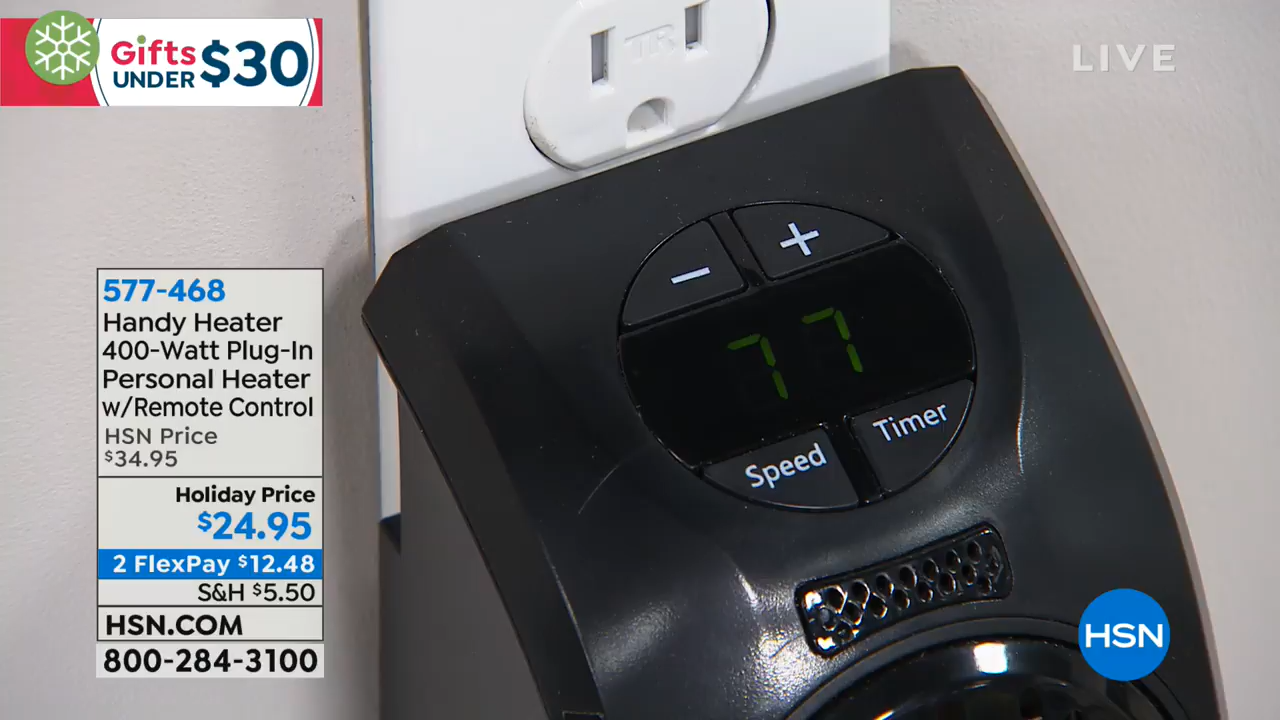 Gifts
UNDER $30
LIVE
TR
− +
77
Speed Timer
577-468
Handy Heater
400-Watt Plug-In
Personal Heater
w/Remote Control
HSN Price
$34.95
Holiday Price
$24.95
2 FlexPay $12.48
S&H $5.50
HSN.COM
800-284-3100
HSN